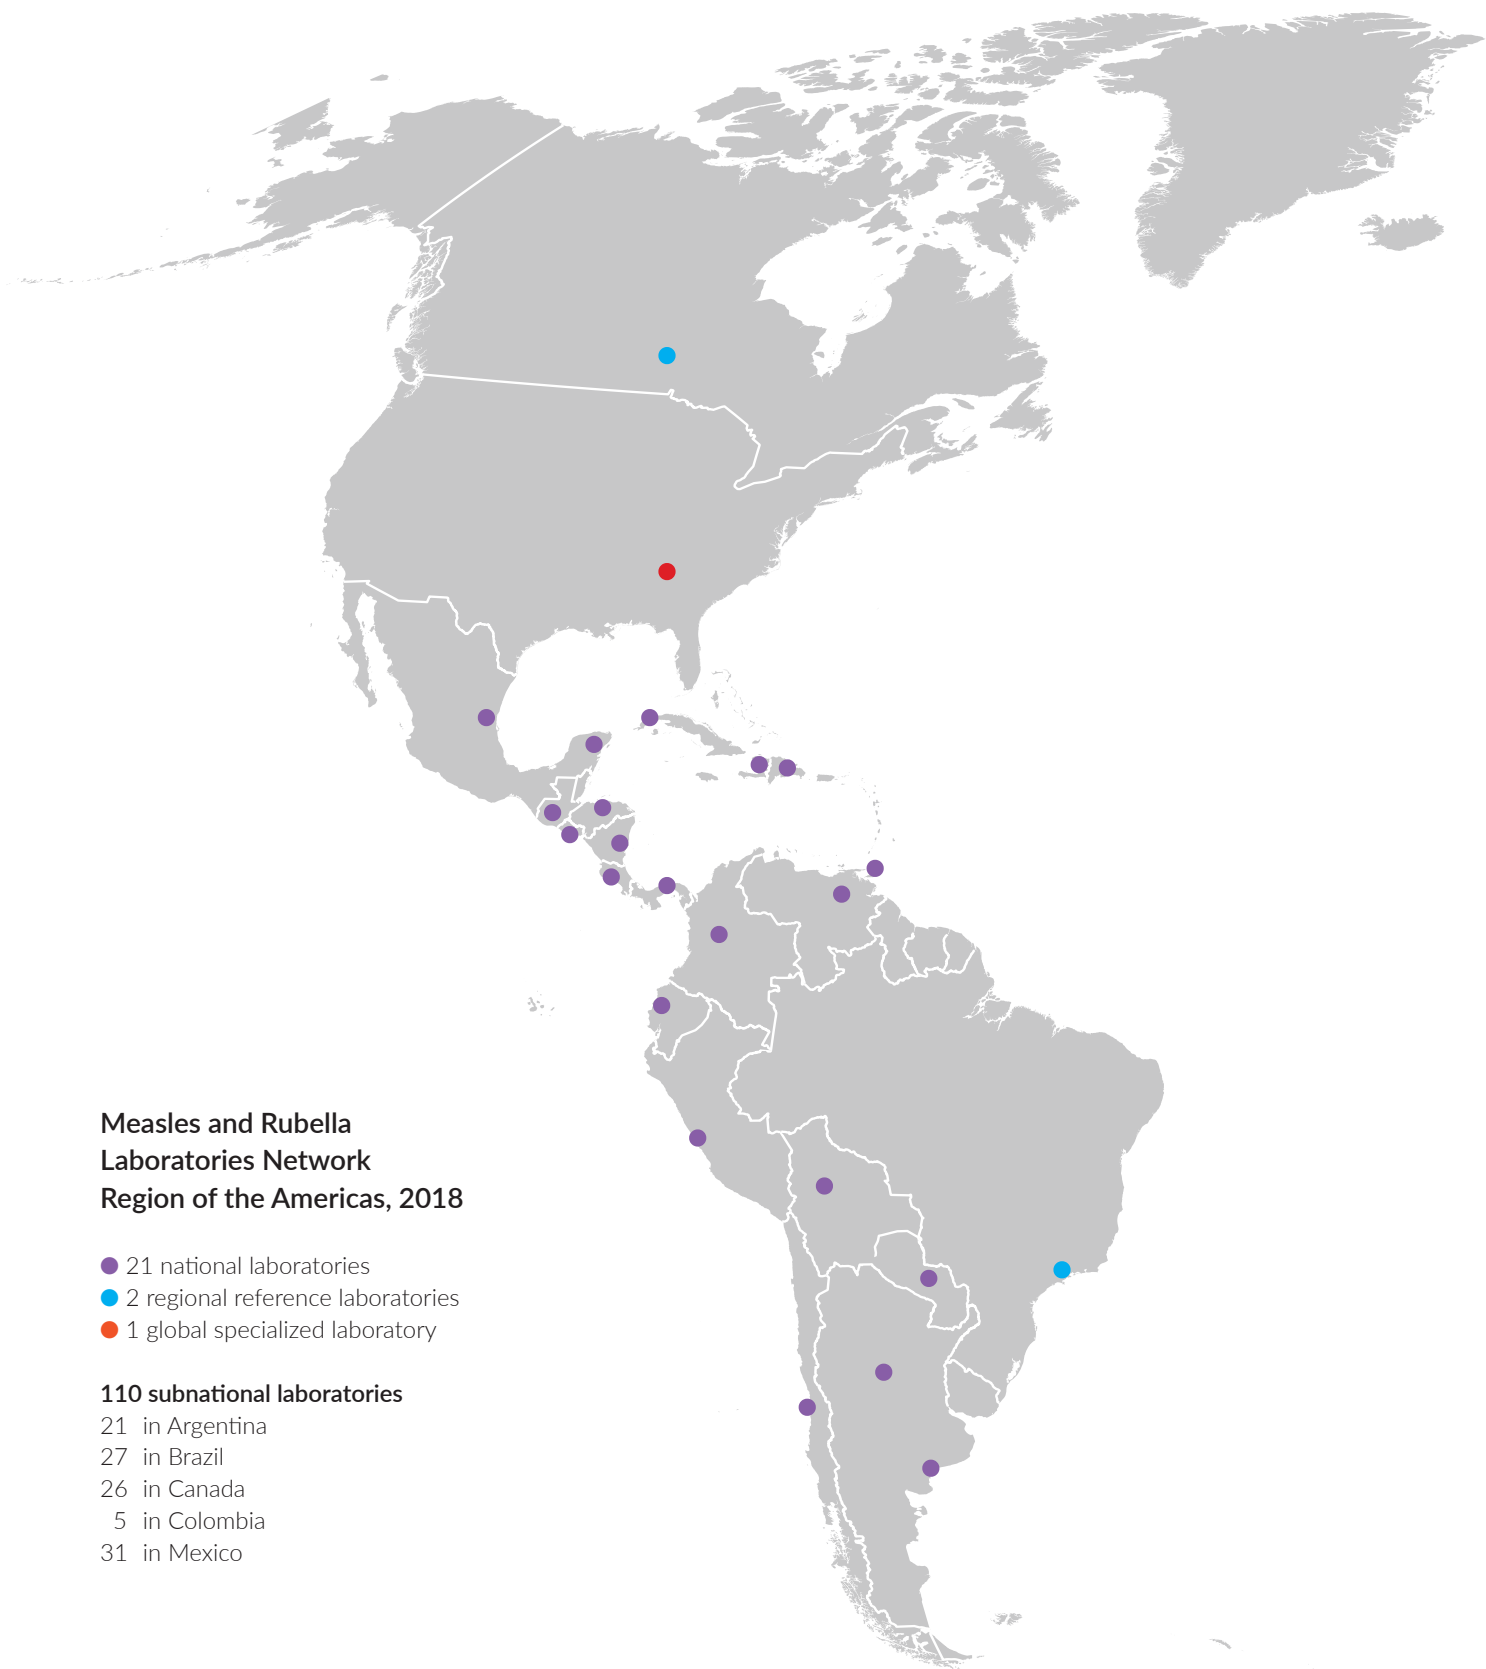 Measles and Rubella
Laboratories Network
Region of the Americas, 2018
21 national laboratories
2 regional reference laboratories
1 global specialized laboratory
110 subnational laboratories
21 in Argentina
27 in Brazil
26 in Canada
5 in Colombia
31 in Mexico